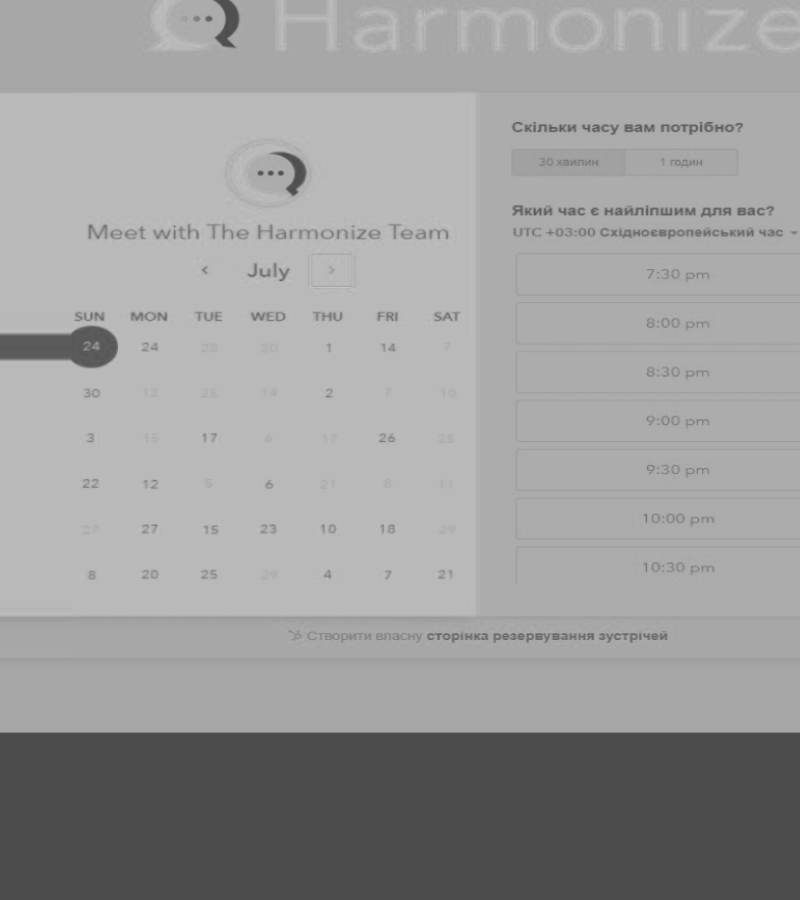 Harmonize
Meet with The Harmonize Team
July
SUN MON TUE WED THU FRI SAT
24 24 28 20 1 14 7
30 12 25 14 2 7 10
3 15 17 6 17 26 25
22 12 5 6 21 8 11
27 27 15 23 10 18 29
8 20 25 29 4 7 21
Скільки часу вам потрібно?
30 хвилин 1 годин
Який час є найліпшим для вас?
UTC +03:00 Східноєвропейський час
7:30 pm
8:00 pm
8:30 pm
9:00 pm
9:30 pm
10:00 pm
10:30 pm
Створити власну сторінка резервування зустрічей